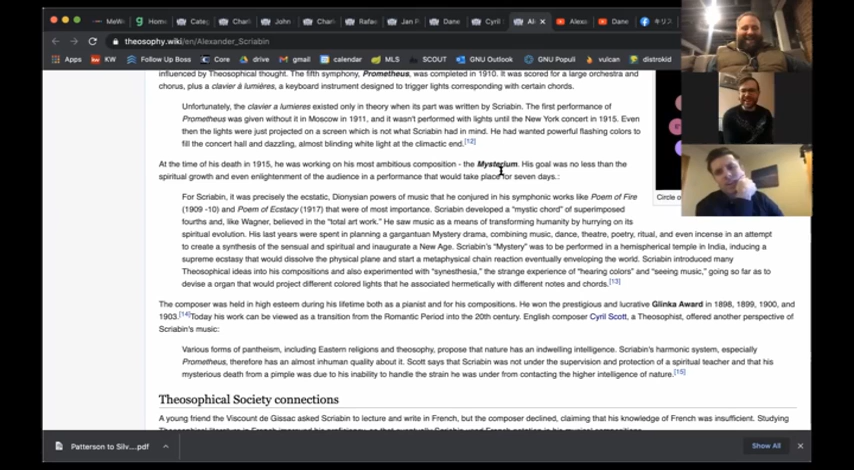 MeWe
Home
Categ
Charli
John
Charl
Rafae
Jan P
Dane
Cyril
Al
Alexa
Dane
theosophy.wiki/en/Alexander_Scriabin
Apps KW Follow Up Boss Core drive gmail calendar MLS SCOUT GNU Outlook GNU Populi vulcan distrokid
influenced by Theosophical thought. The fifth symphony, Prometheus, was completed in 1910. It was scored for a large orchestra and
chorus, plus a clavier à lumières, a keyboard instrument designed to trigger lights corresponding with certain chords.
Unfortunately, the clavier a lumieres existed only in theory when its part was written by Scriabin. The first performance of
Prometheus was given without it in Moscow in 1911, and it wasn't performed with lights until the New York concert in 1915. Even
then the lights were just projected on a screen which is not what Scriabin had in mind. He had wanted powerful flashing colors to
fill the concert hall and dazzling, almost blinding white light at the climactic end.[12]
At the time of his death in 1915, he was working on his most ambitious composition - the Mysterium. His goal was no less than the
spiritual growth and even enlightenment of the audience in a performance that would take place for seven days.:
Circle o
For Scriabin, it was precisely the ecstatic, Dionysian powers of music that he conjured in his symphonic works like Poem of Fire
(1909 -10) and Poem of Ecstacy (1917) that were of most importance. Scriabin developed a “mystic chord” of superimposed
fourths and, like Wagner, believed in the “total art work.” He saw music as a means of transforming humanity by hurrying on its
spiritual evolution. His last years were spent in planning a gargantuan Mystery drama, combining music, dance, theatre, poetry, ritual, and even incense in an attempt
to create a synthesis of the sensual and spiritual and inaugurate a New Age. Scriabin's “Mystery” was to be performed in a hemispherical temple in India, inducing a
supreme ecstasy that would dissolve the physical plane and start a metaphysical chain reaction eventually enveloping the world. Scriabin introduced many
Theosophical ideas into his compositions and also experimented with “synesthesia,” the strange experience of “hearing colors” and “seeing music,” going so far as to
devise a organ that would project different colored lights that he associated hermetically with different notes and chords.[13]
The composer was held in high esteem during his lifetime both as a pianist and for his compositions. He won the prestigious and lucrative Glinka Award in 1898, 1899, 1900, and
1903.[14]Today his work can be viewed as a transition from the Romantic Period into the 20th century. English composer Cyril Scott, a Theosophist, offered another perspective of
Scriabin's music:
Various forms of pantheism, including Eastern religions and theosophy, propose that nature has an indwelling intelligence. Scriabin's harmonic system, especially
Prometheus, therefore has an almost inhuman quality about it. Scott says that Scriabin was not under the supervision and protection of a spiritual teacher and that his
mysterious death from a pimple was due to his inability to handle the strain he was under from contacting the higher intelligence of nature.[15]
Theosophical Society connections
A young friend the Viscount de Gissac asked Scriabin to lecture and write in French, but the composer declined, claiming that his knowledge of French was insufficient. Studying
Patterson to Silv....pdf
Show All